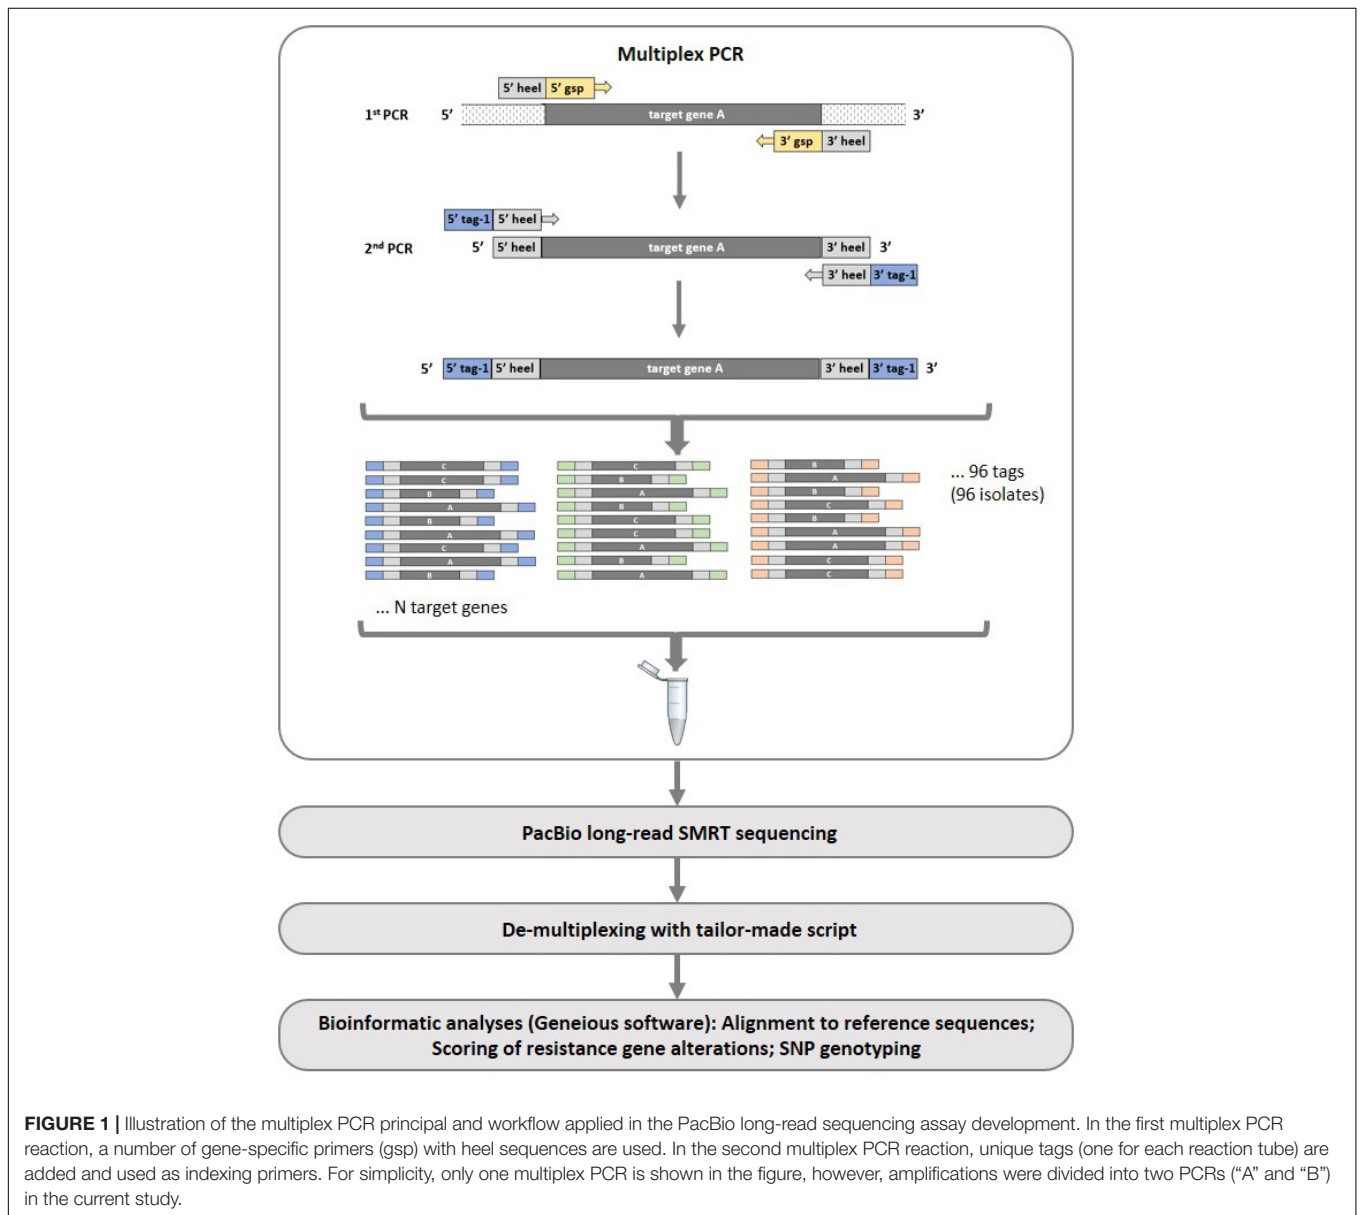 Multiplex PCR
5’ heel 5’ gsp
1st PCR 5’ target gene A 3’
3’ gsp 3’ heel
5’ tag-1 5’ heel
2nd PCR 5’ 5’ heel target gene A 3’ heel 3’
3’ heel 3’ tag-1
5’ 5’ tag-1 5’ heel target gene A 3’ heel 3’ tag-1 3’
C C B
C B A
B A B
A B C
B C B
A C A
C A A
A B C
B A C
... 96 tags
(96 isolates)
... N target genes
PacBio long-read SMRT sequencing
De-multiplexing with tailor-made script
Bioinformatic analyses (Geneious software): Alignment to reference sequences;
Scoring of resistance gene alterations; SNP genotyping
FIGURE 1 | Illustration of the multiplex PCR principal and workflow applied in the PacBio long-read sequencing assay development. In the first multiplex PCR
reaction, a number of gene-specific primers (gsp) with heel sequences are used. In the second multiplex PCR reaction, unique tags (one for each reaction tube) are
added and used as indexing primers. For simplicity, only one multiplex PCR is shown in the figure, however, amplifications were divided into two PCRs (“A” and “B”)
in the current study.